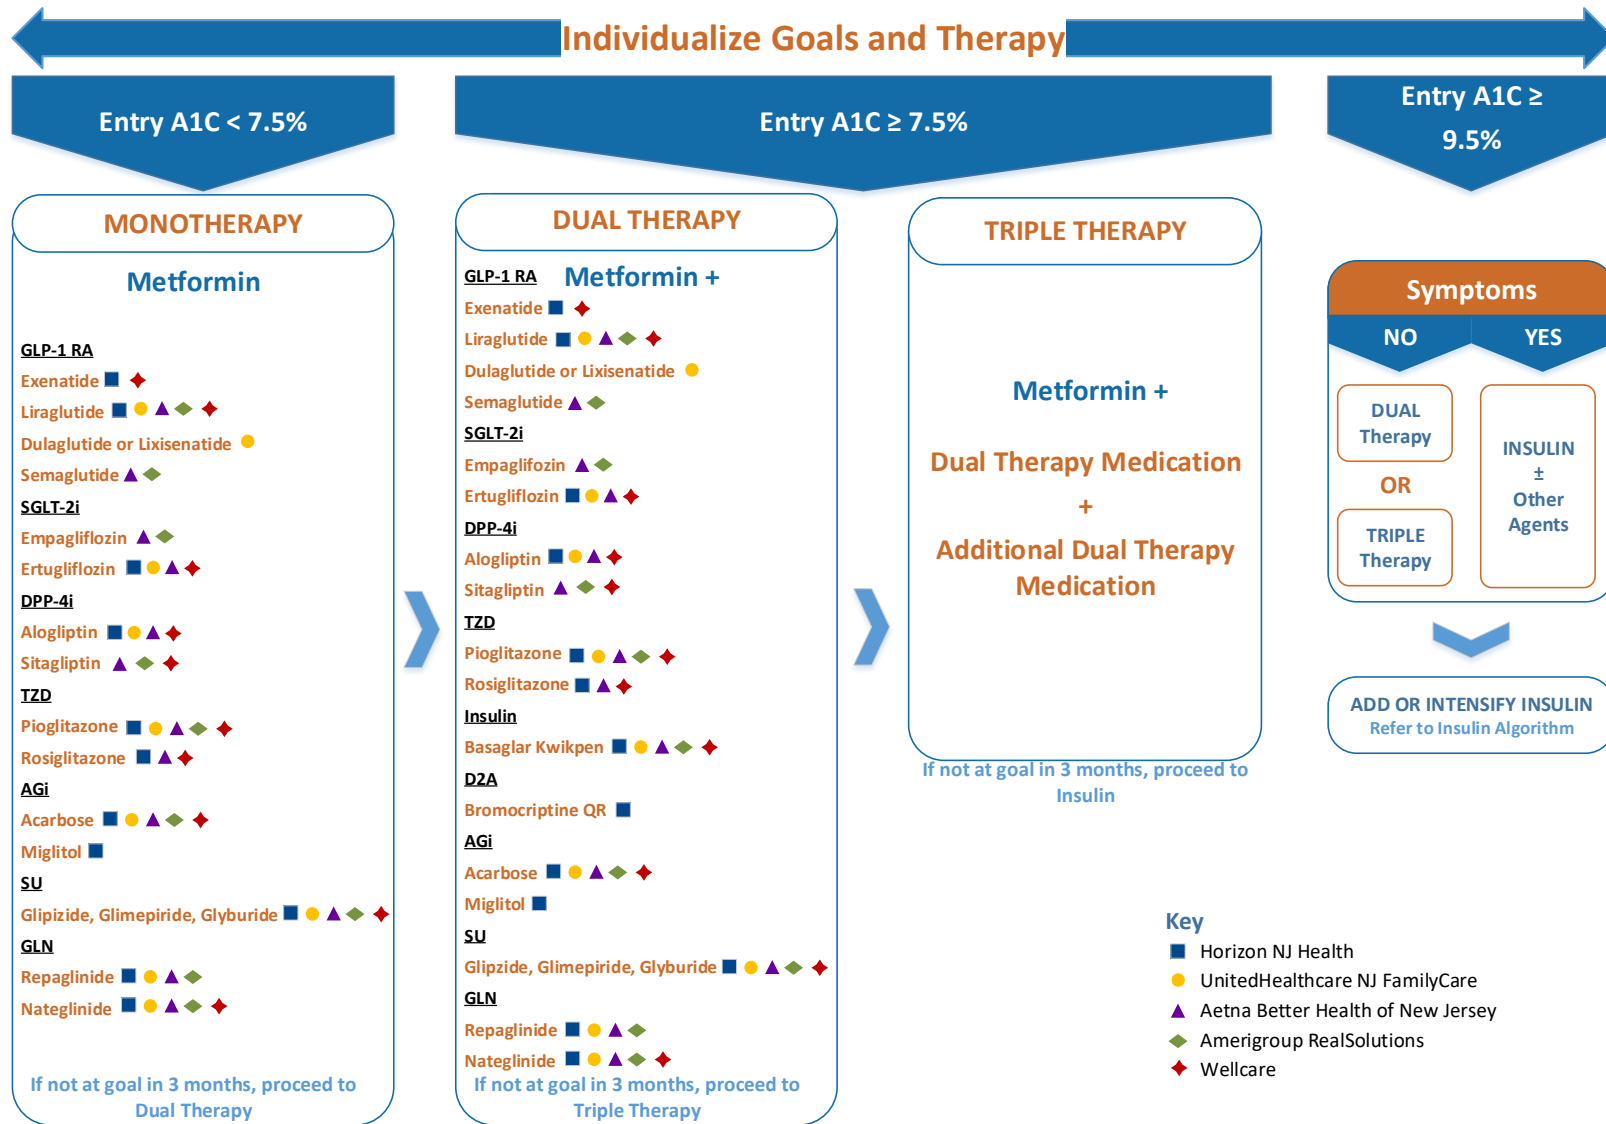 Individualize Goals and Therapy
Entry A1C < 7.5%
Entry A1C ≥ 7.5%
Entry A1C ≥
9.5%
MONOTHERAPY
Metformin
GLP-1 RA
Exenatide
Liraglutide
Dulaglutide or Lixisenatide
Semaglutide
SGLT-2i
Empagliflozin
Ertugliflozin
DPP-4i
Alogliptin
Sitagliptin
TZD
Pioglitazone
Rosiglitazone
AGi
Acarbose
Miglitol
SU
Glipizide, Glimepiride, Glyburide
GLN
Repaglinide
Nateglinide
If not at goal in 3 months, proceed to
Dual Therapy
DUAL THERAPY
Metformin +
GLP-1 RA
Exenatide
Liraglutide
Dulaglutide or Lixisenatide
Semaglutide
SGLT-2i
Empaglifozin
Ertugliflozin
DPP-4i
Alogliptin
Sitagliptin
TZD
Pioglitazone
Rosiglitazone
Insulin
Basaglar Kwikpen
D2A
Bromocriptine QR
AGi
Acarbose
Miglitol
SU
Glipzide, Glimepiride, Glyburide
GLN
Repaglinide
Nateglinide
If not at goal in 3 months, proceed to
Triple Therapy
TRIPLE THERAPY
Metformin +
Dual Therapy Medication
+
Additional Dual Therapy
Medication
If not at goal in 3 months, proceed to
Insulin
Symptoms
NO
YES
DUAL
Therapy
OR
TRIPLE
Therapy
INSULIN
±
Other
Agents
ADD OR INTENSIFY INSULIN
Refer to Insulin Algorithm
Key
Horizon NJ Health
UnitedHealthcare NJ FamilyCare
Aetna Better Health of New Jersey
Amerigroup RealSolutions
Wellcare